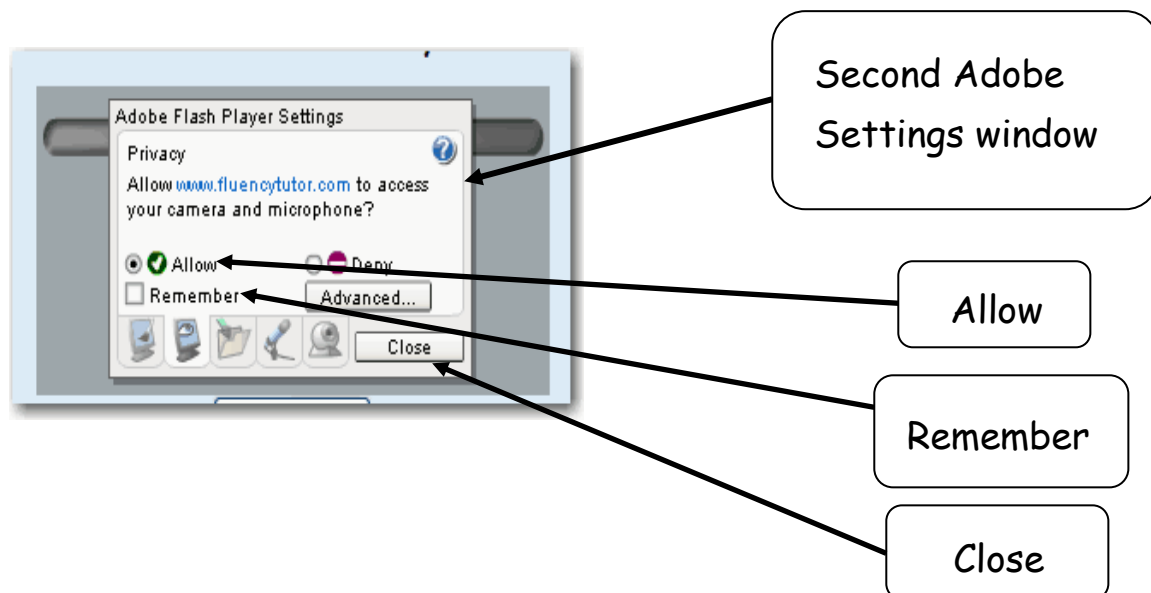 Second Adobe
Settings window
Adobe Flash Player Settings
Privacy
Allow www.fluencytutor.com to access
your camera and microphone?
Allow
Deny
Allow
Remember
Advanced...
Close
Remember
Close